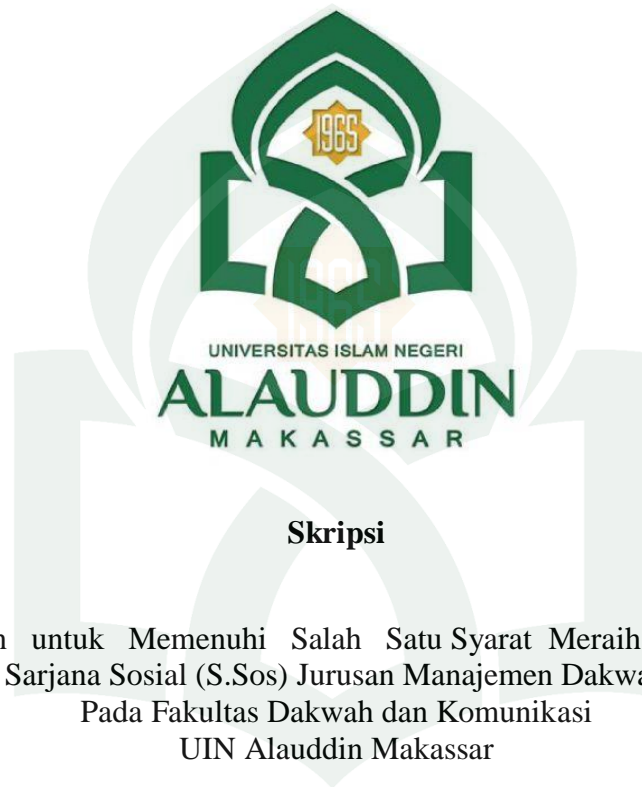 1965
UNIVERSITAS ISLAM NEGERI
ALAUDDIN
MAKASSAR
Skripsi
untuk Memenuhi Salah Satu Syarat Meraih
Sarjana Sosial (S.Sos) Jurusan Manajemen
Pada Fakultas Dakwah dan Komunikasi
UIN Alauddin Makassar